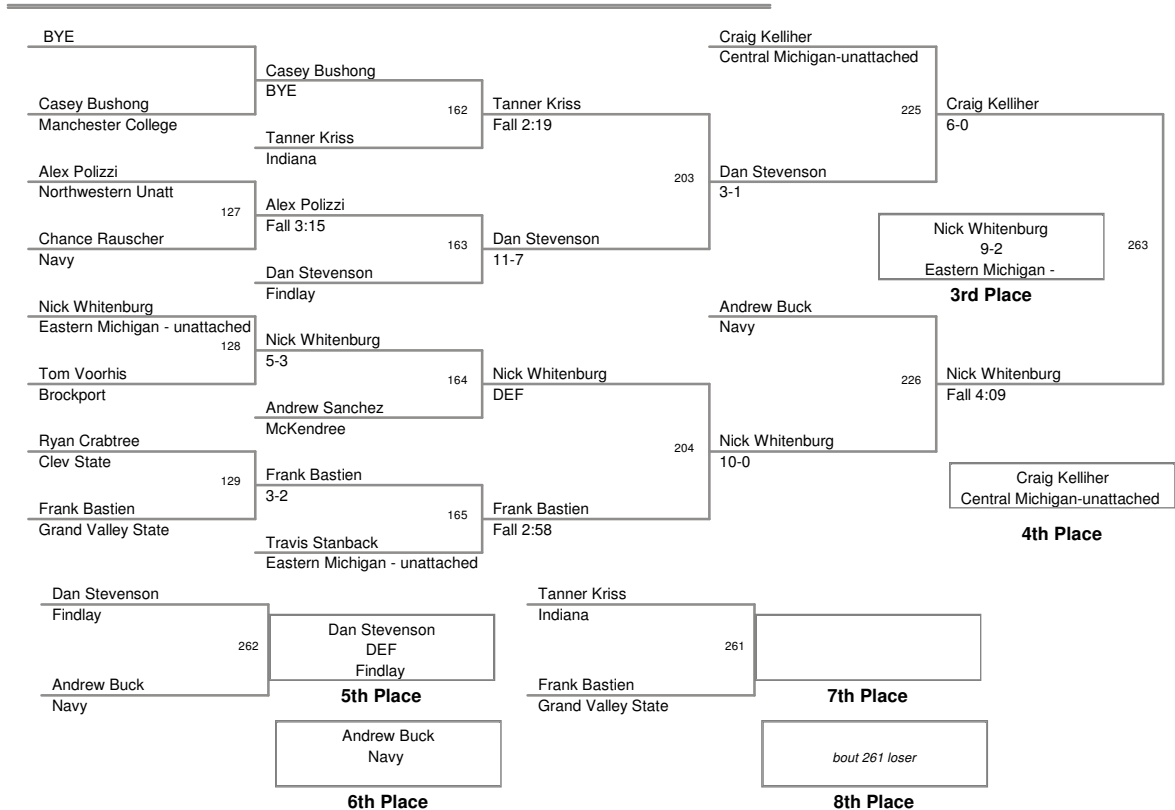 BYE
Casey Bushong
Manchester College
Casey Bushong
BYE
162
Tanner Kriss
Indiana
Tanner Kriss
Fall 2:19
Alex Polizzi
Northwestern Unatt
127
Chance Rauscher
Navy
Alex Polizzi
Fall 3:15
163
Dan Stevenson
Findlay
Dan Stevenson
11-7
203
Dan Stevenson
3-1
Craig Kelliher
Central Michigan-unattached
225
Craig Kelliher
6-0
Nick Whitenburg
9-2
Eastern Michigan -
3rd Place
263
Nick Whitenburg
Eastern Michigan - unattached
128
Tom Voorhis
Brockport
Nick Whitenburg
5-3
164
Andrew Sanchez
McKendree
Nick Whitenburg
DEF
Ryan Crabtree
Clev State
129
Frank Bastien
Grand Valley State
Frank Bastien
3-2
165
Travis Stanback
Eastern Michigan - unattached
Frank Bastien
Fall 2:58
204
Nick Whitenburg
10-0
Andrew Buck
Navy
226
Nick Whitenburg
Fall 4:09
Craig Kelliher
Central Michigan-unattached
4th Place
Dan Stevenson
Findlay
262
Andrew Buck
Navy
Dan Stevenson
DEF
Findlay
5th Place
Andrew Buck
Navy
6th Place
Tanner Kriss
Indiana
261
Frank Bastien
Grand Valley State
7th Place
bout 261 loser
8th Place